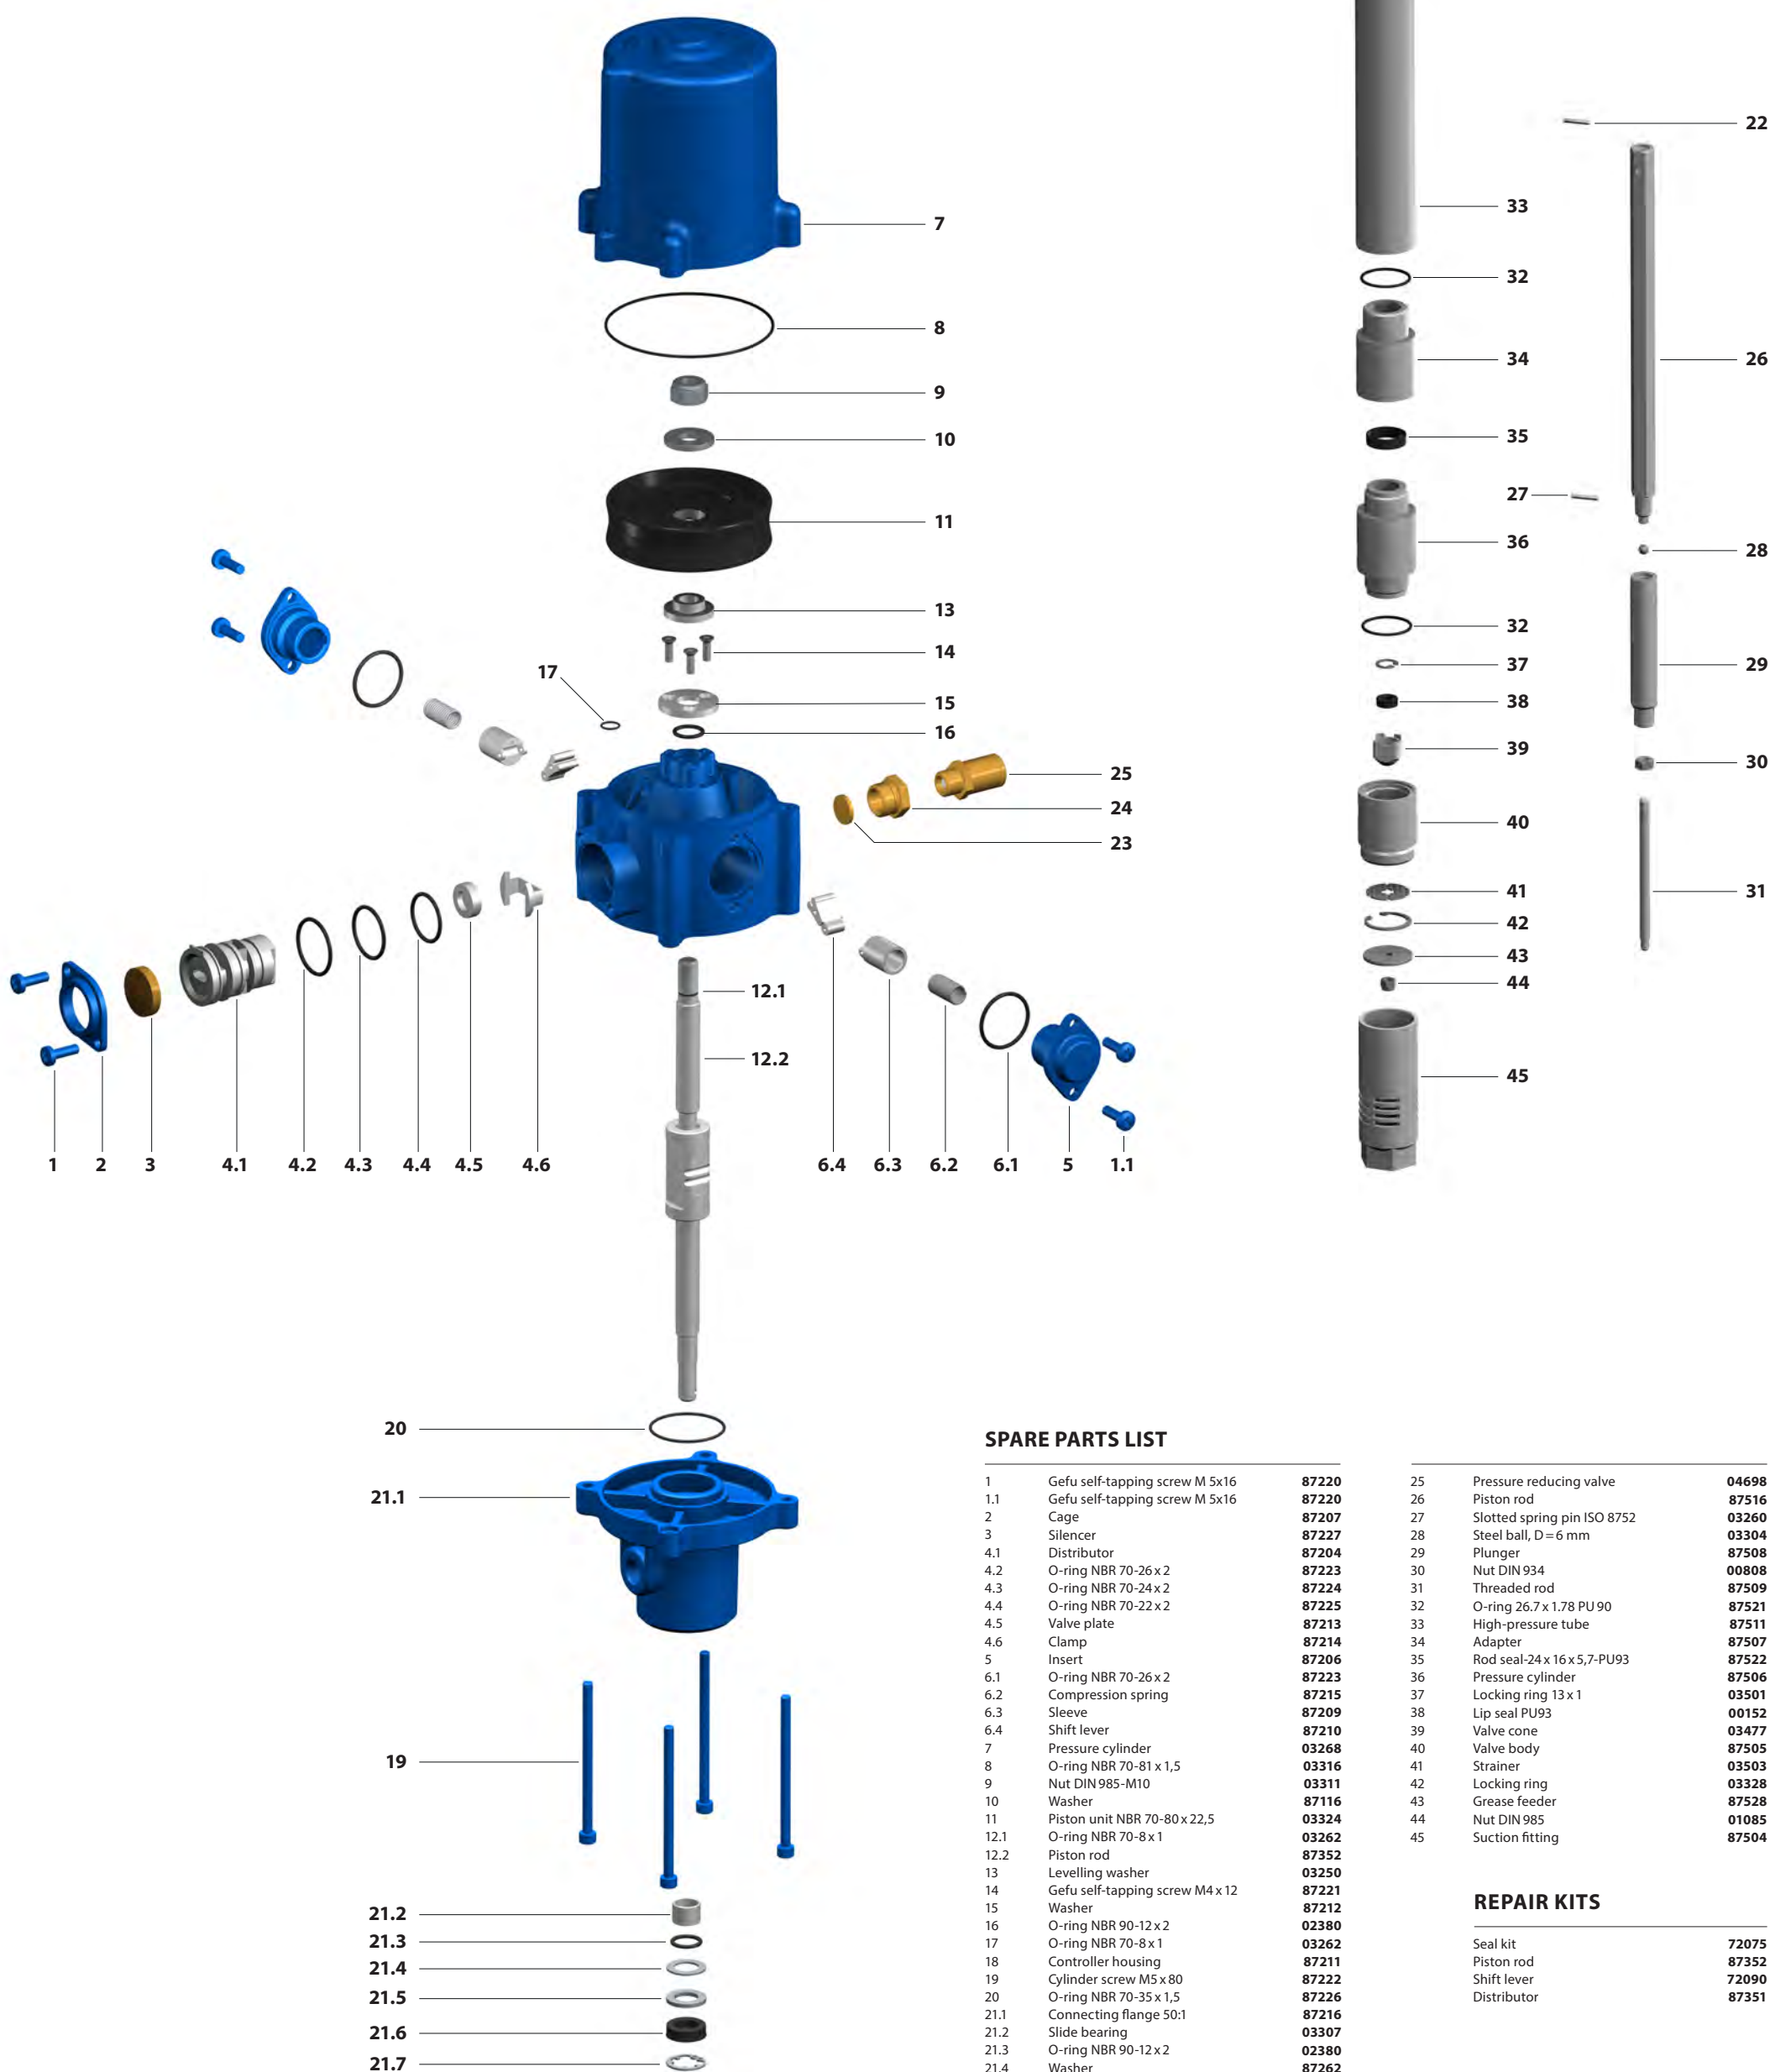 22
7
33
32
8
34
26
9
10
35
27
11
36
28
13
32
14
37
29
17
15
38
16
39
30
25
24
40
23
41
31
42
43
12.1
44
12.2
45
1 2 3 4.1 4.2 4.3 4.4 4.5 4.6 6.4 6.3 6.2 6.1 5 1.1
20
21.1
19
21.2
21.3
21.4
21.5
21.6
21.7
SPARE PARTS LIST
1 Gefu self-tapping screw M 5x16 87220
1.1 Gefu self-tapping screw M 5x16 87220
2 Cage 87207
3 Silencer 87227
4.1 Distributor 87204
4.2 O-ring NBR 70-26 x 2 87223
4.3 O-ring NBR 70-24 x 2 87224
4.4 O-ring NBR 70-22 x 2 87225
4.5 Valve plate 87213
4.6 Clamp 87214
5 Insert 87206
6.1 O-ring NBR 70-26 x 2 87223
6.2 Compression spring 87215
6.3 Sleeve 87209
6.4 Shift lever 87210
7 Pressure cylinder 03268
8 O-ring NBR 70-81 x 1,5 03316
9 Nut DIN 985-M10 03311
10 Washer 87116
11 Piston unit NBR 70-80 x 22,5 03324
12.1 O-ring NBR 70-8 x 1 03262
12.2 Piston rod 87352
13 Levelling washer 03250
14 Gefu self-tapping screw M4 x 12 87221
15 Washer 87212
16 O-ring NBR 90-12 x 2 02380
17 O-ring NBR 70-8 x 1 03262
18 Controller housing 87211
19 Cylinder screw M5 x 80 87222
20 O-ring NBR 70-35 x 1,5 87226
21.1 Connecting flange 50:1 87216
21.2 Slide bearing 03307
21.3 O-ring NBR 90-12 x 2 02380
21.4 Washer 87262
25 Pressure reducing valve 04698
26 Piston rod 87516
27 Slotted spring pin ISO 8752 03260
28 Steel ball, D = 6 mm 03304
29 Plunger 87508
30 Nut DIN 934 00808
31 Threaded rod 87509
32 O-ring 26.7 x 1.78 PU 90 87521
33 High-pressure tube 87511
34 Adapter 87507
35 Rod seal-24 x 16 x 5,7-PU93 87522
36 Pressure cylinder 87506
37 Locking ring 13 x 1 03501
38 Lip seal PU93 00152
39 Valve cone 03477
40 Valve body 87505
41 Strainer 03503
42 Locking ring 03328
43 Grease feeder 87528
44 Nut DIN 985 01085
45 Suction fitting 87504
REPAIR KITS
Seal kit 72075
Piston rod 87352
Shift lever 72090
Distributor 87351